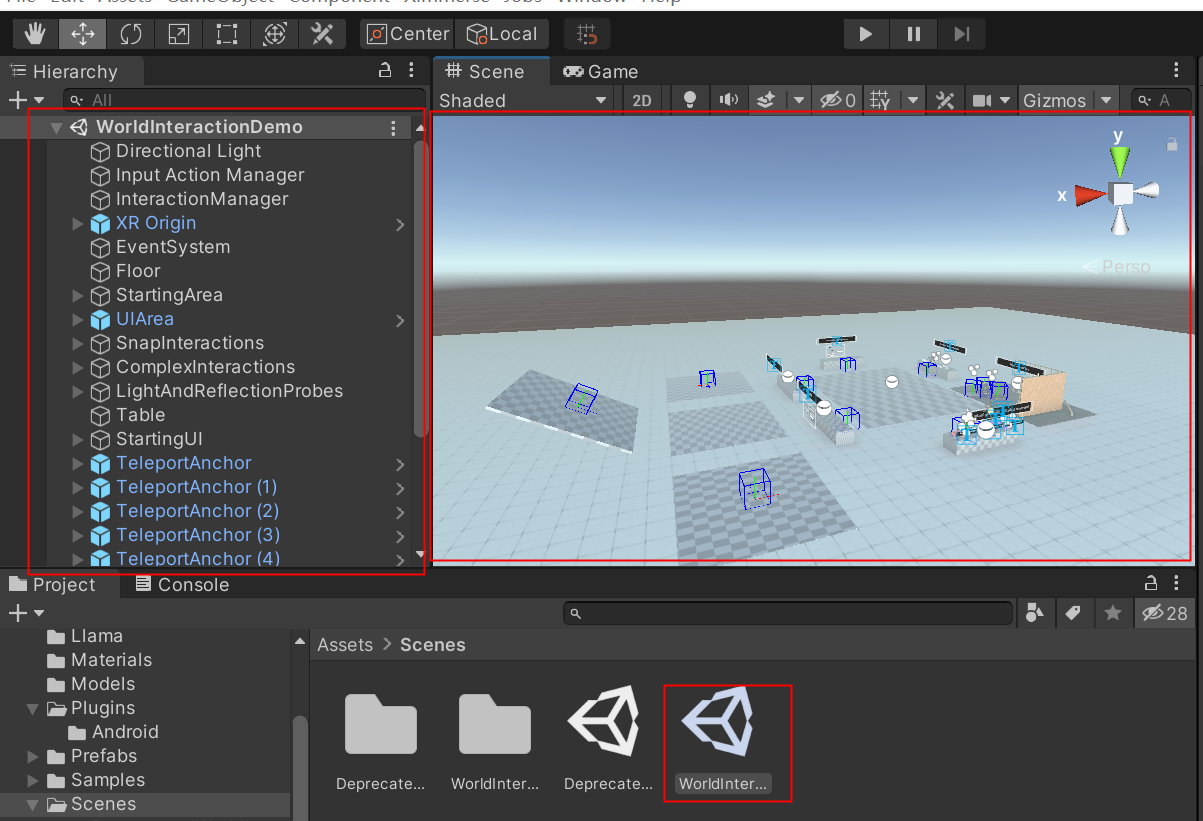 File Edit Assets GameObject Component Ximmerse Jobs Window Help
Center Local
Hierarchy
All
WorldInteractionDemo
Directional Light
Input Action Manager
InteractionManager
XR Origin
EventSystem
Floor
StartingArea
UIArea
SnapInteractions
ComplexInteractions
LightAndReflectionProbes
Table
StartingUI
TeleportAnchor
TeleportAnchor (1)
TeleportAnchor (2)
TeleportAnchor (3)
TeleportAnchor (4)
Scene Game
Shaded 2D 0 Gizmos A
y
x
Persp
Project Console
28
Llama
Materials
Models
Plugins
Android
Prefabs
Samples
Scenes
Assets > Scenes
Deprecate... WorldInter... Deprecate... WorldInter...